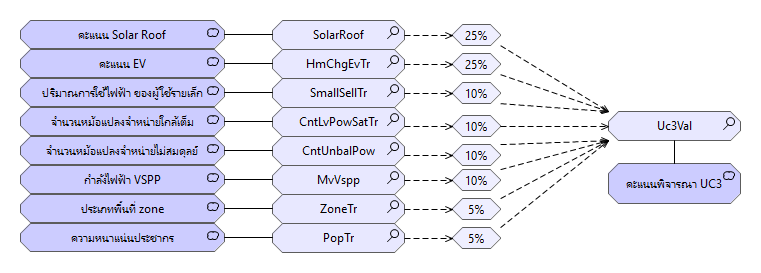 คะแนน Solar Roof SolarRoof 25%
คะแนน EV HmChgEvTr 25%
ปริมาณการใช้ไฟฟ้า ของผู้ใช้รายเล็ก SmallSellTr 10%
จำนวนหม้อแปลงจำหน่ายใกล้เต็ม CntLvPowSatTr 10%
Uc3Val
จำนวนหม้อแปลงจำหน่ายไม่สมดุลย์ CntUnbalPow 10%
กำลังไฟฟ้า VSPP MvVspp 10%
คะแนนพิจารณา UC3
ประเภทพื้นที่ zone ZoneTr 5%
ความหนาแน่นประชากร PopTr 5%